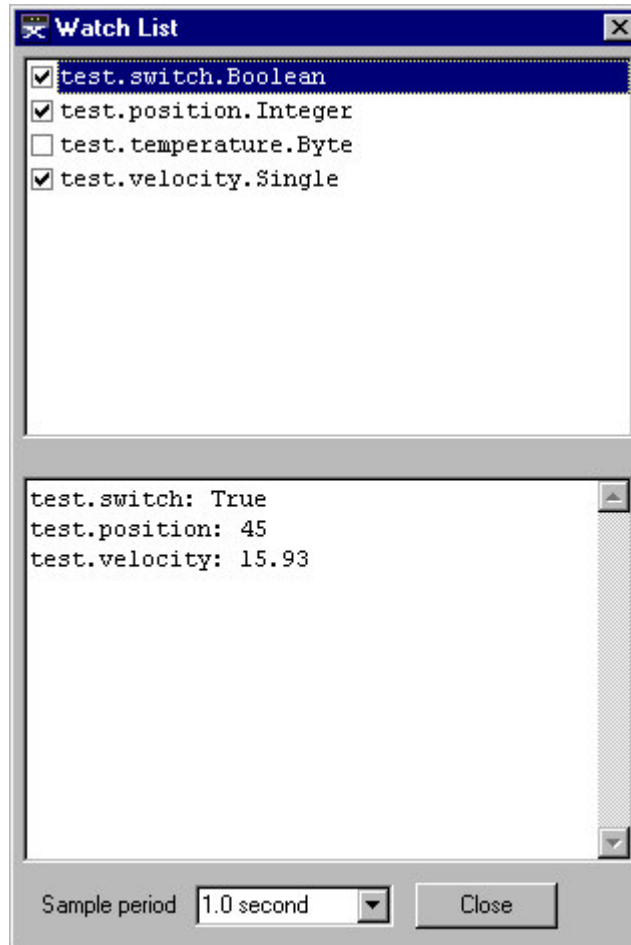 Watch List
test.switch.Boolean
test.position.Integer
test.temperature.Byte
test.velocity.Single
test.switch: True
test.position: 45
test.velocity: 15.93
Sample period 1.0 second Close